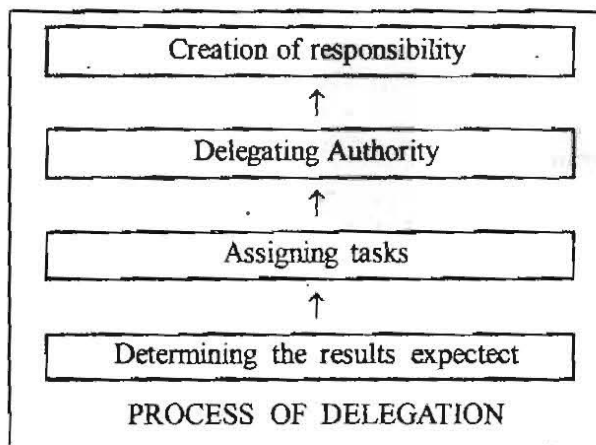 Creation of responsibility
↑
Delegating Authority
↑
Assigning tasks
↑
Determining the results expectect
PROCESS OF DELEGATION